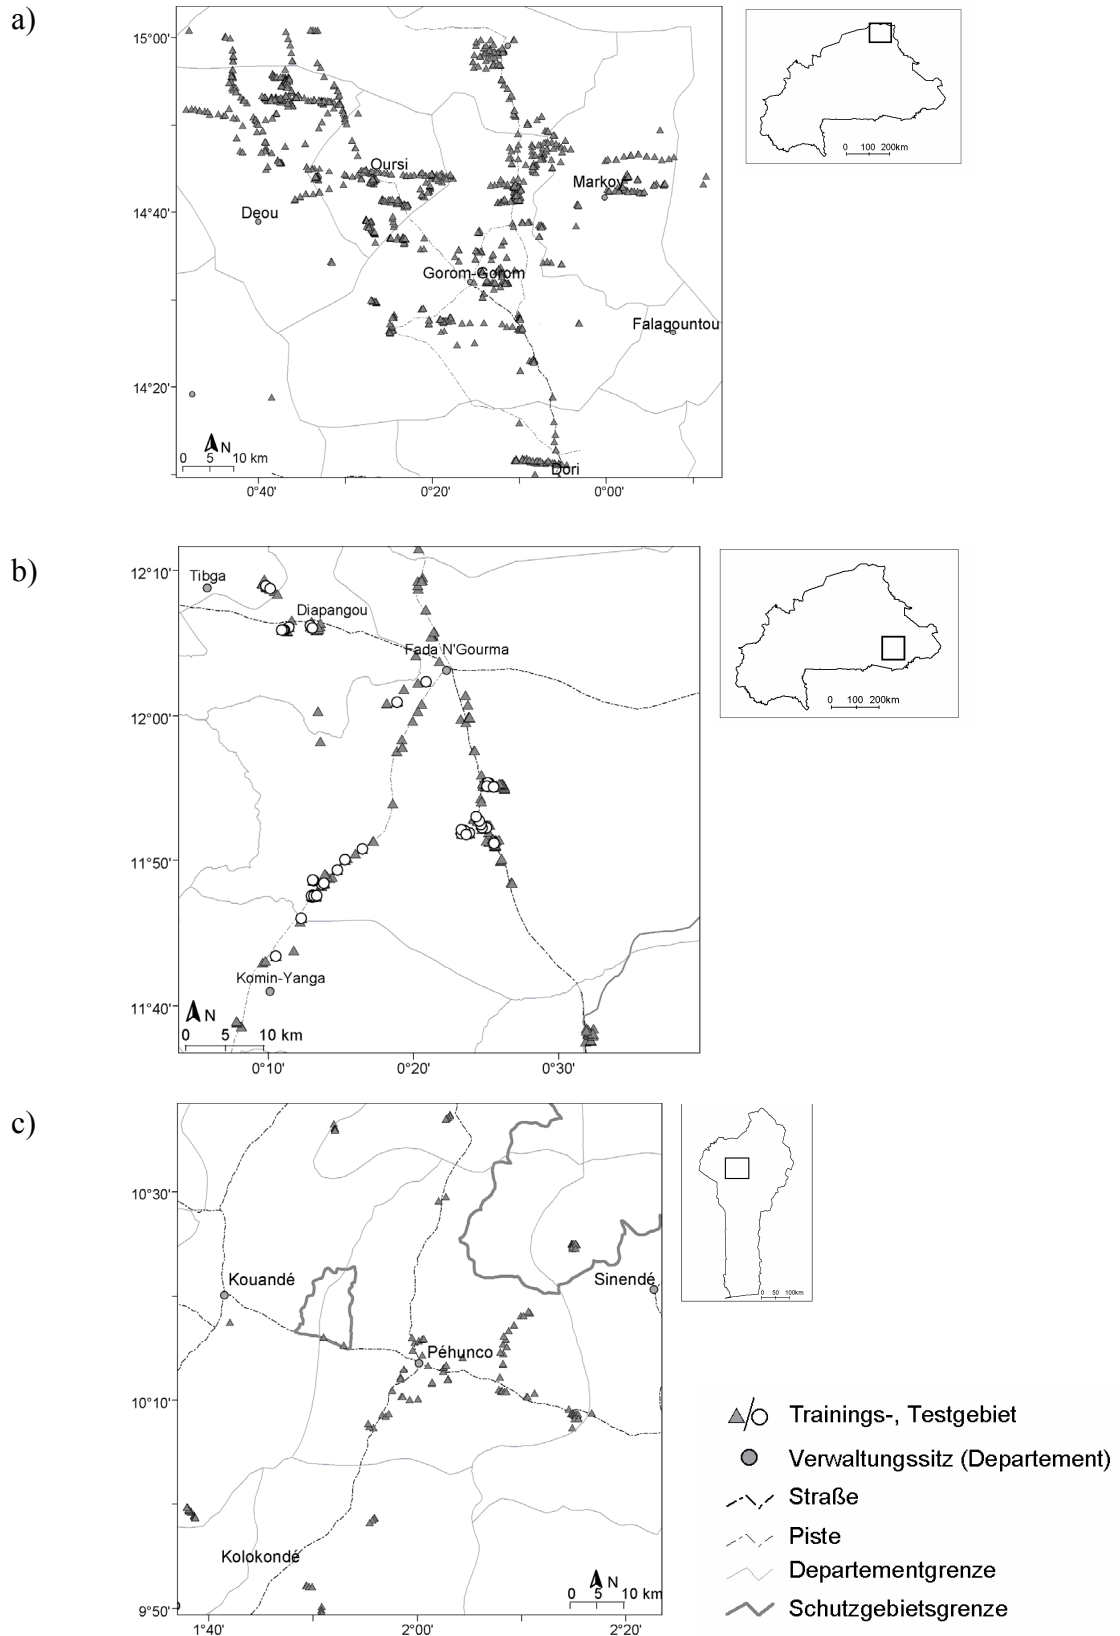 a)
15°00'
14°40'
14°20'
0°40'
0°20'
0°00'
Oursi
Markoy
Deou
Gorom-Gorom
Falagountou
Dori
N
0 5 10 km
0 100 200km
b)
12°10'
12°00'
11°50'
11°40'
0°10'
0°20'
0°30'
Tibga
Diapangou
Fada N'Gourma
Komin-Yanga
N
0 5 10 km
0 100 200km
c)
10°30'
10°10'
9°50'
1°40'
2°00'
2°20'
Kouandé
Sinendé
Péhunco
Kolokondé
N
0 5 10 km
0 50 100km
Trainings-, Testgebiet
Verwaltungssitz (Departement)
Straße
Piste
Departementgrenze
Schutzgebietsgrenze